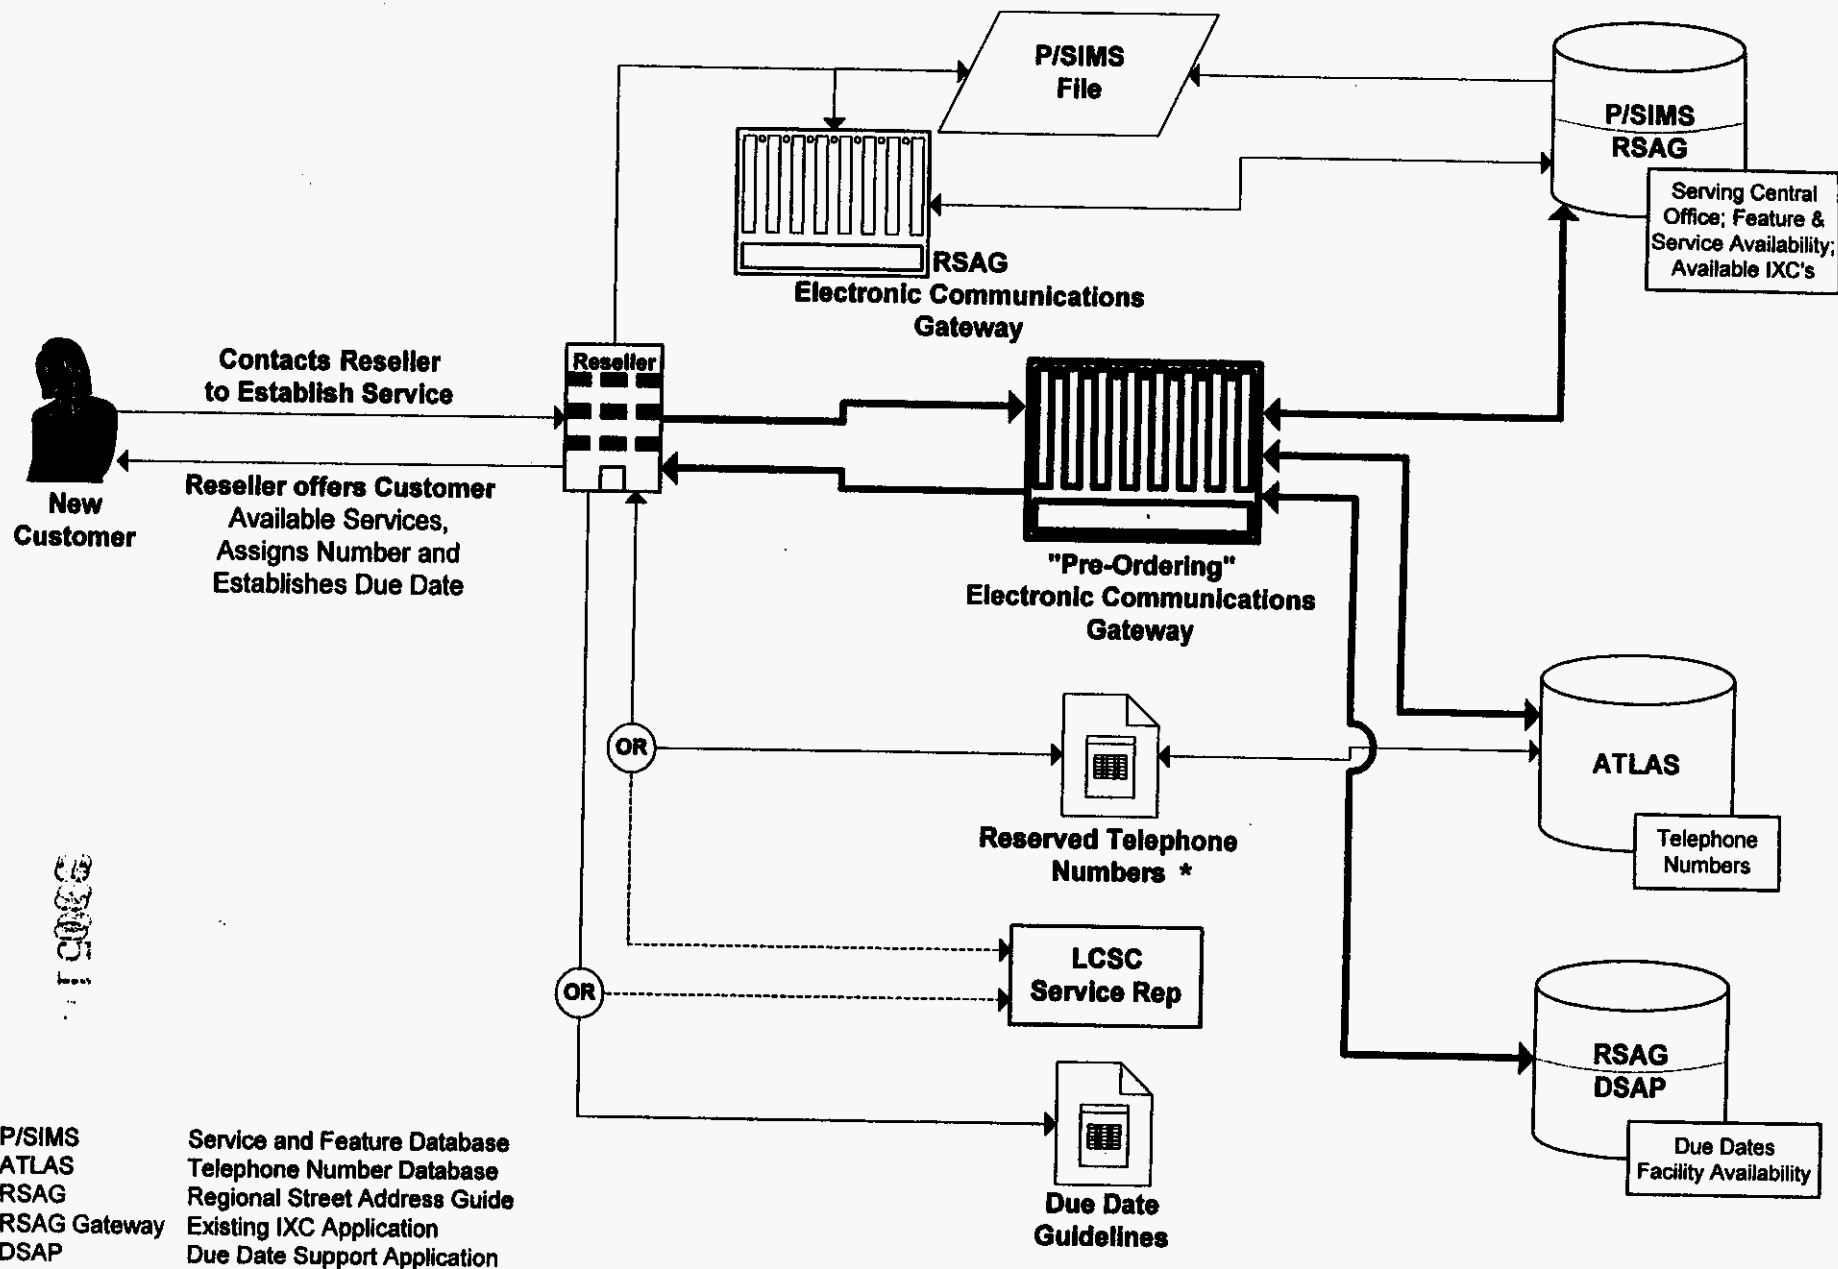 P/SIMS
File
P/SIMS
RSAG
Serving Central
Office; Feature &
Service Availability;
Available IXC's
RSAG
Electronic Communications
Gateway
Contacts Reseller
to Establish Service
Reseller
New
Customer
Reseller offers Customer
Available Services,
Assigns Number and
Establishes Due Date
"Pre-Ordering"
Electronic Communications
Gateway
OR
Reserved Telephone
Numbers *
ATLAS
Telephone
Numbers
LCSC
Service Rep
OR
RSAG
DSAP
Due Dates
Facility Availability
Due Date
Guidelines
P/SIMS Service and Feature Database
ATLAS Telephone Number Database
RSAG Regional Street Address Guide
RSAG Gateway Existing IXC Application
DSAP Due Date Support Application